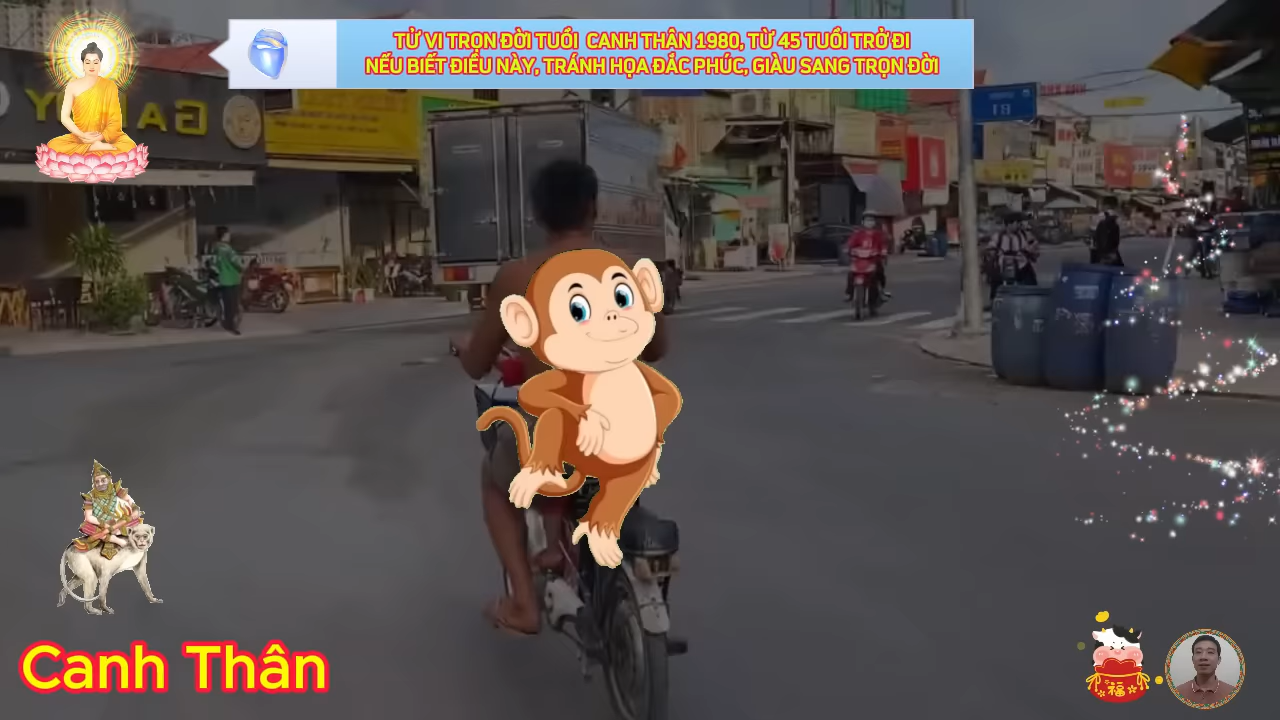 TỬ VI TRỌN ĐỜI TUỔI CANH THÂN 1980, TỪ 45 TUỔI TRỞ ĐI
NẾU BIẾT ĐIỀU NÀY, TRÁNH HỌA ĐẮC PHÚC, GIÀU SANG TRỌN ĐỜI
Canh Thân
福